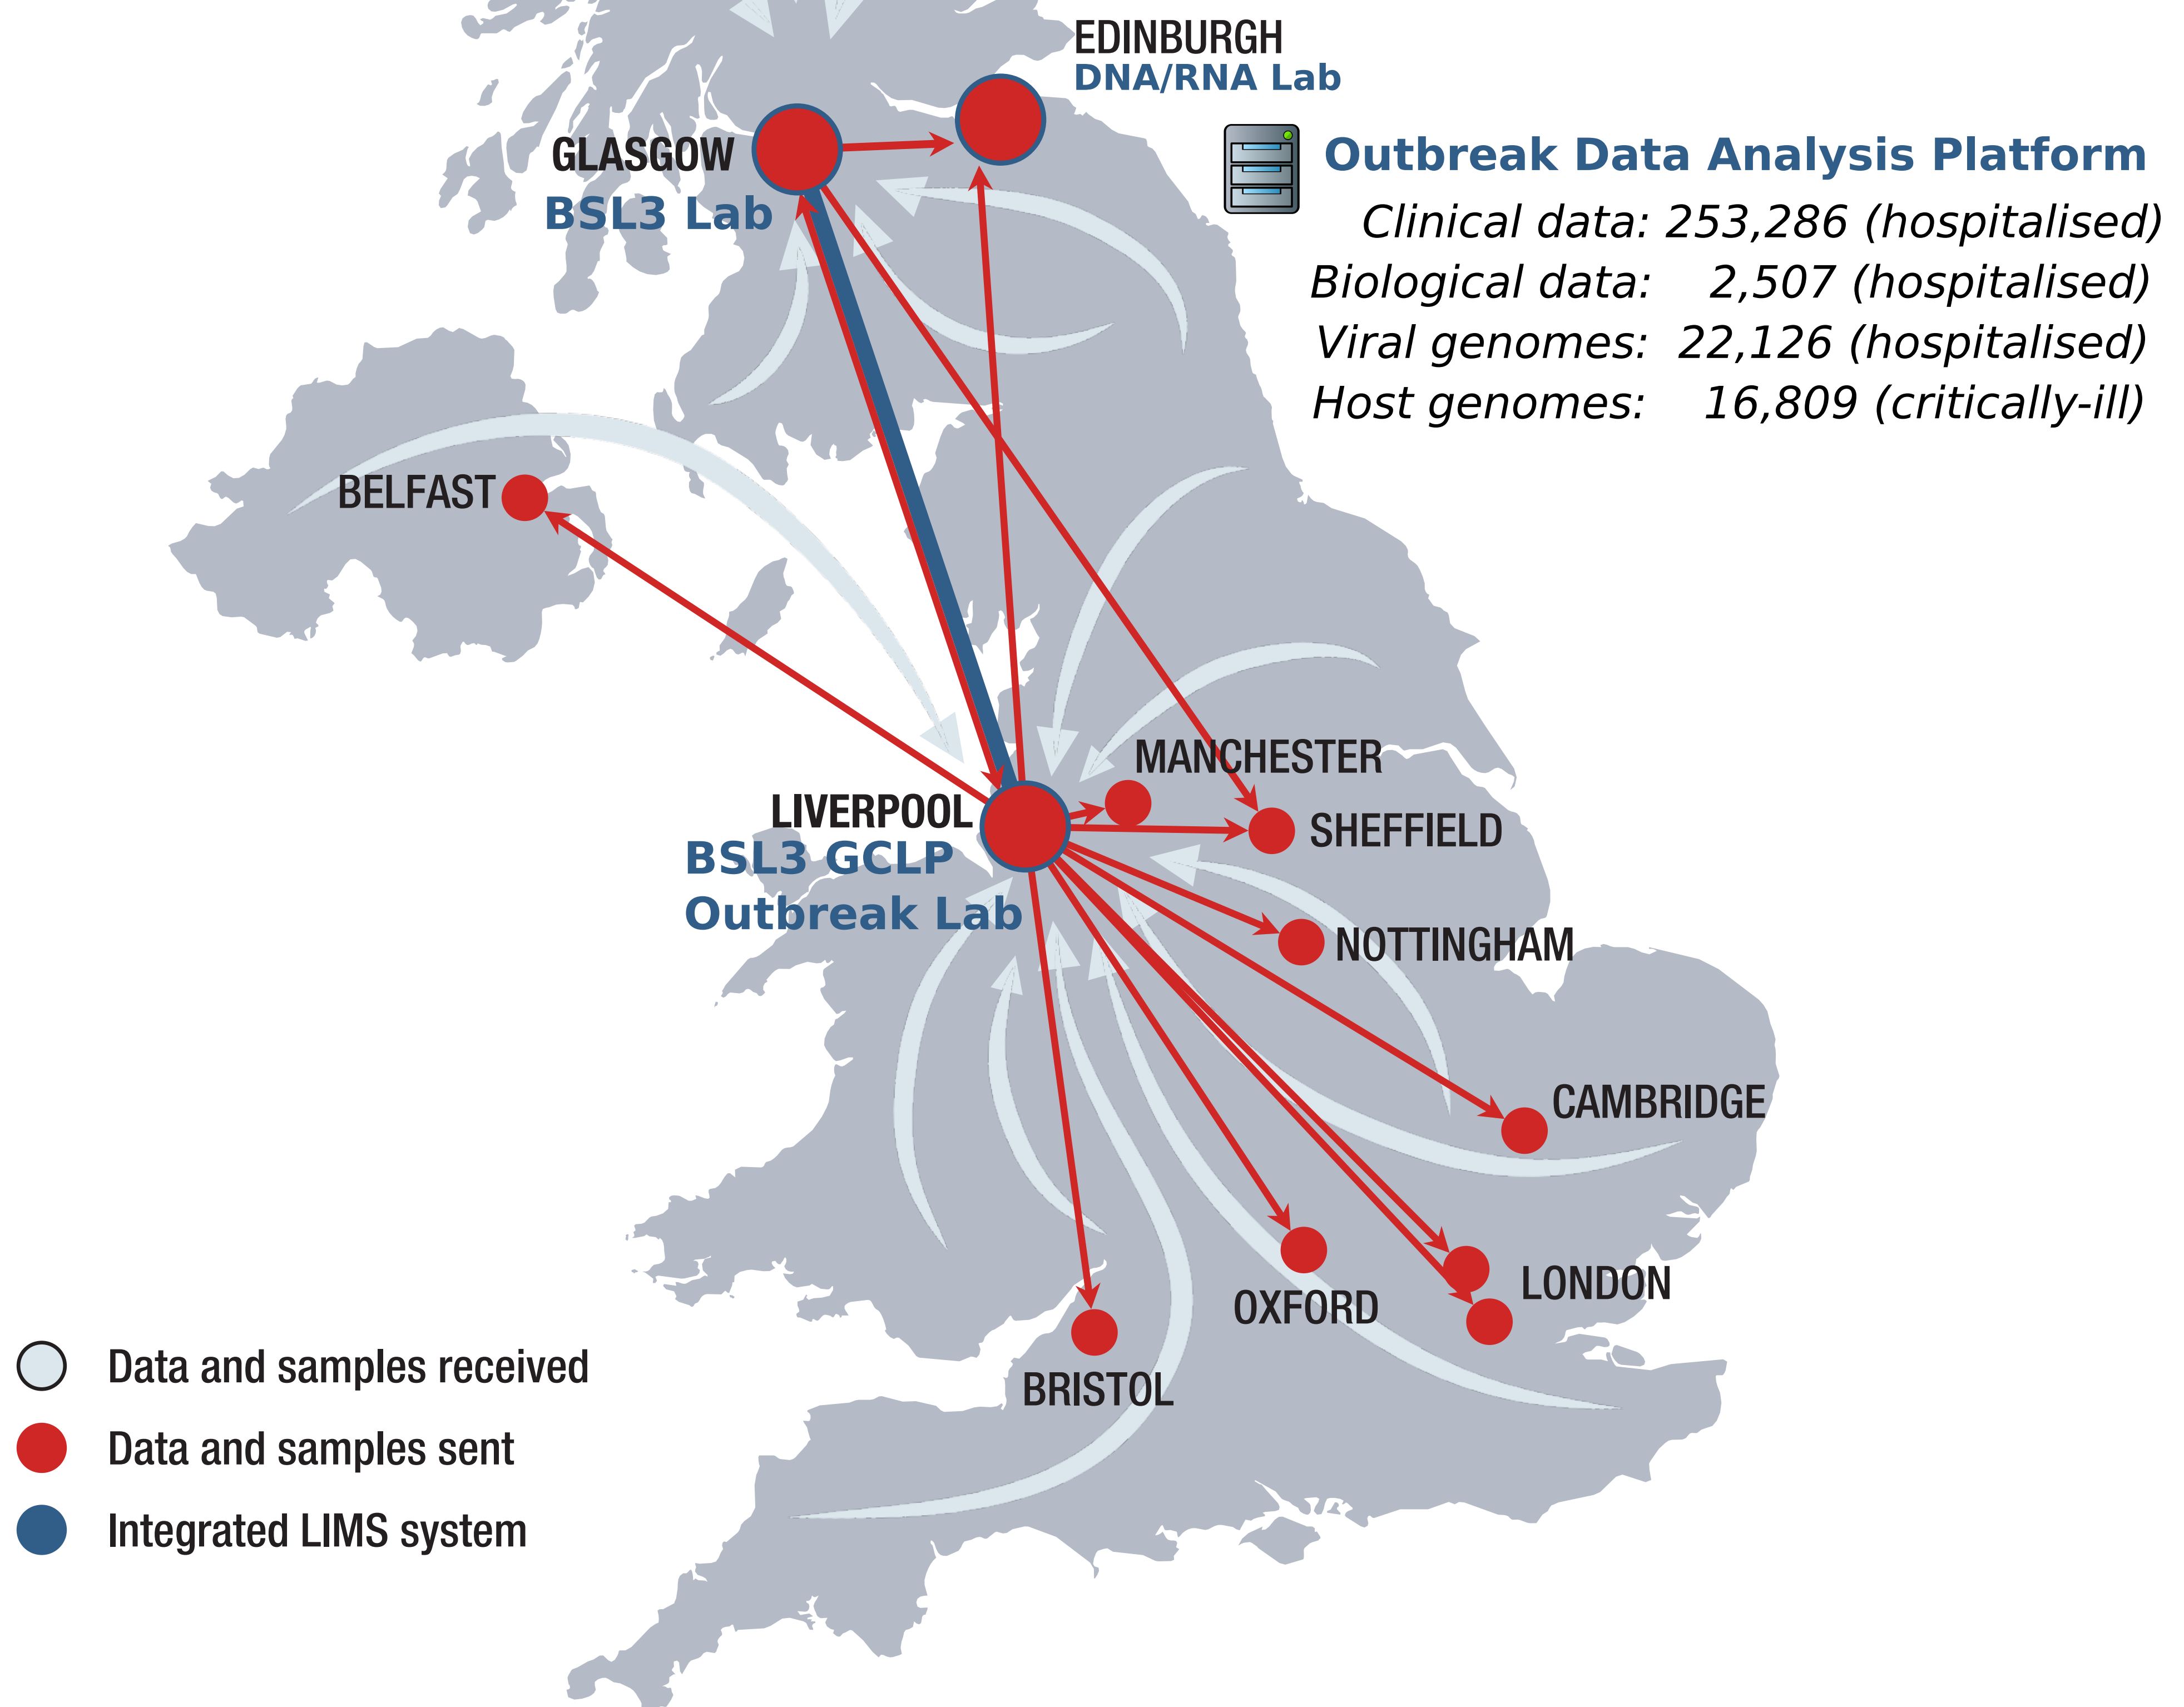 EDINBURGH
DNA/RNA Lab
GLASGOW
BSL3 Lab
Outbreak Data Analysis Platform
Clinical data: 253,286 (hospitalised)
Biological data: 2,507 (hospitalised)
Viral genomes: 22,126 (hospitalised)
Host genomes: 16,809 (critically-ill)
BELFAST
MANCHESTER
LIVERPOOL
BSL3 GCLP
Outbreak Lab
SHEFFIELD
NOTTINGHAM
CAMBRIDGE
LONDON
OXFORD
BRISTOL
Data and samples received
Data and samples sent
Integrated LIMS system